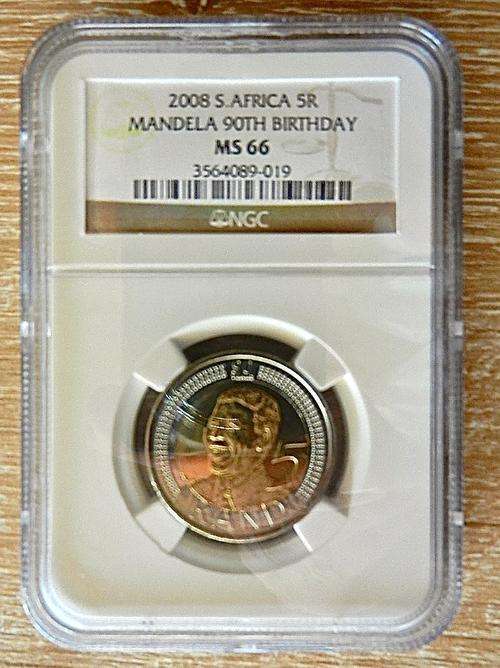 2008 S.AFRICA 5R
MANDELA 90TH BIRTHDAY
MS 66
3564089-019
NGC
5
RAND